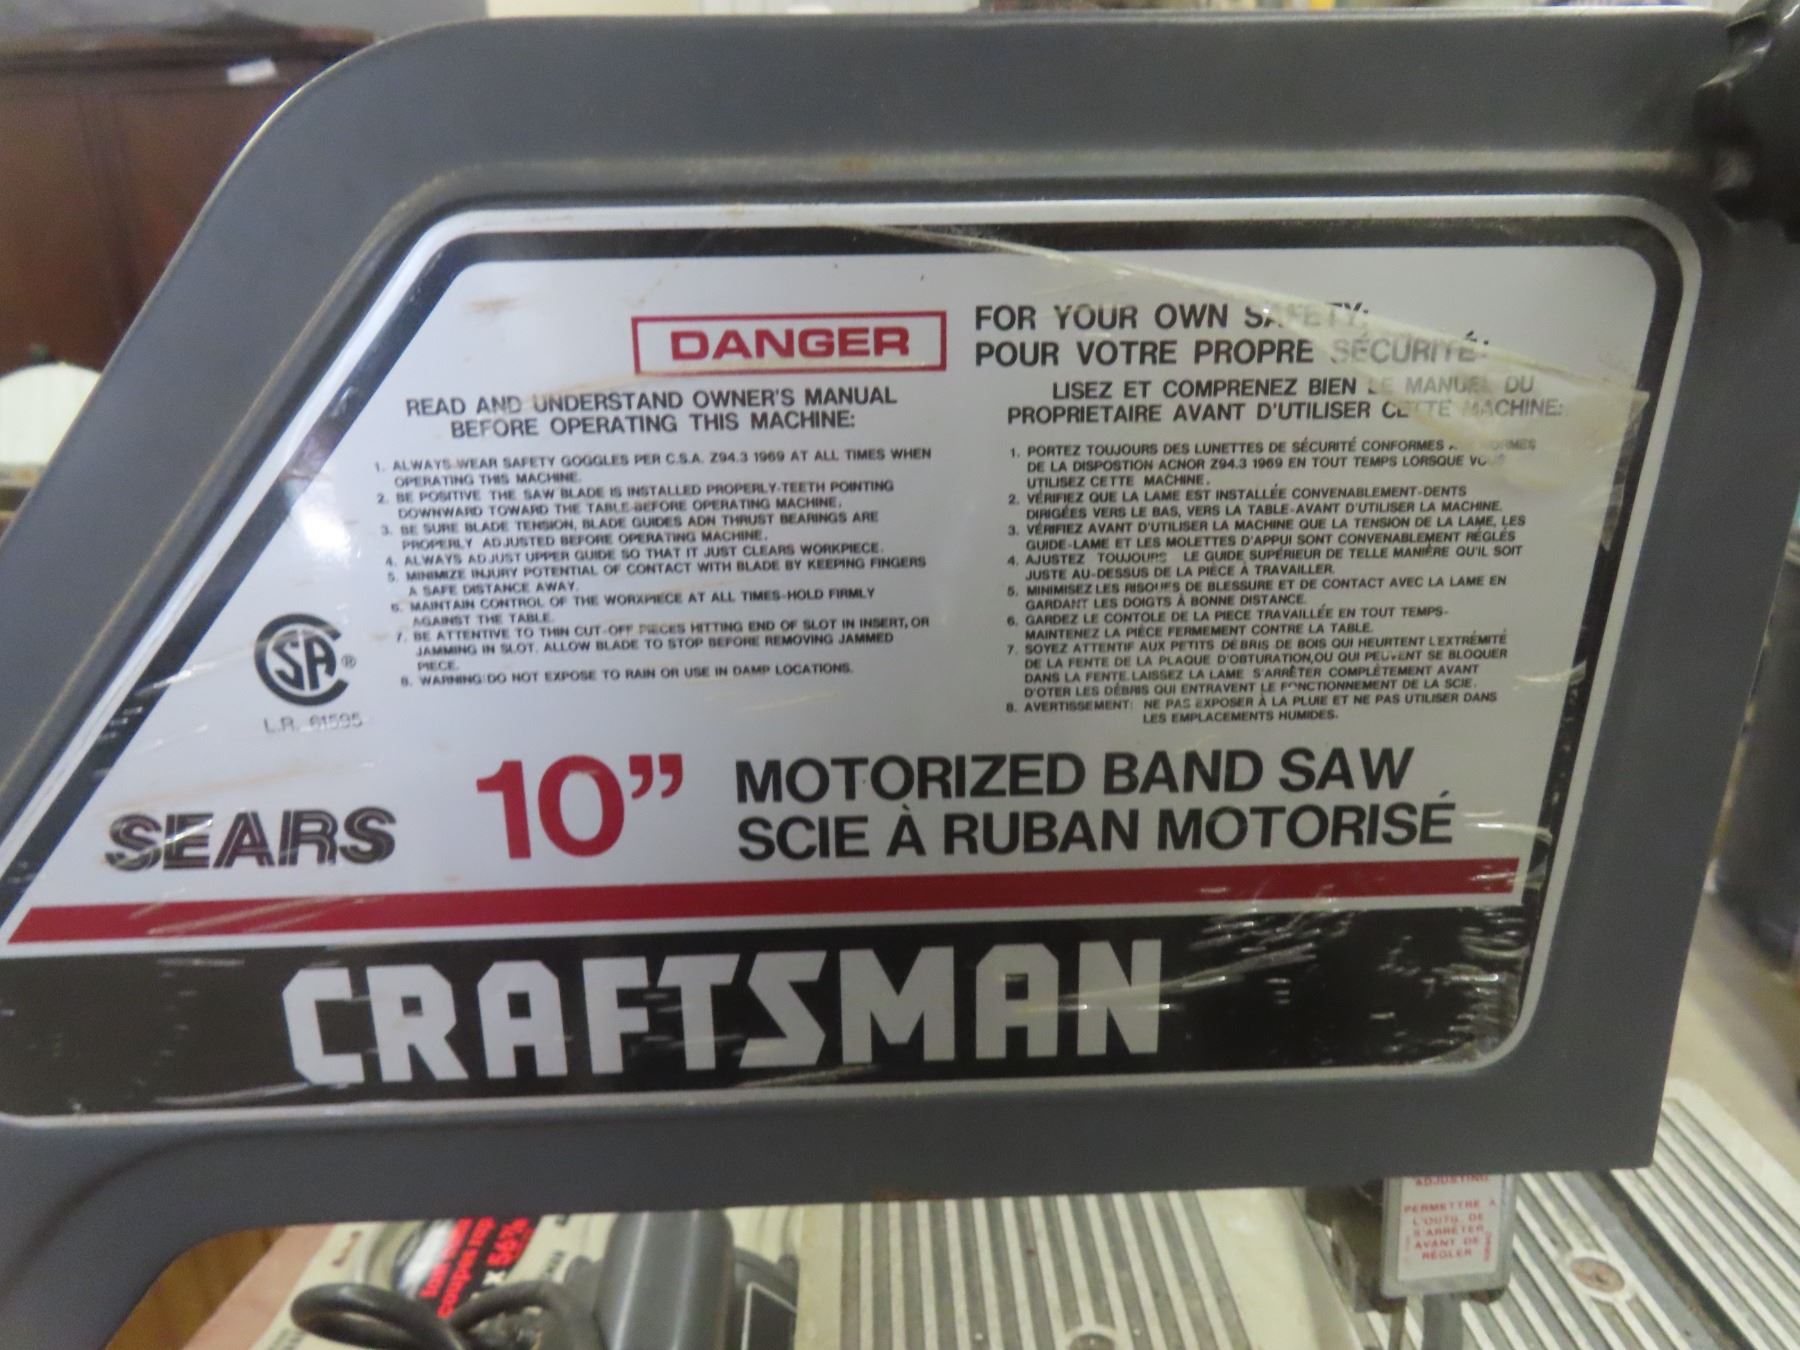 DANGER
FOR YOUR OWN SAFETY:
POUR VOTRE PROPRE SÉCURITÉ:
READ AND UNDERSTAND OWNER'S MANUAL
BEFORE OPERATING THIS MACHINE:
1. ALWAYS WEAR SAFETY GOGGLES PER C.S.A. Z94.3 1969 AT ALL TIMES WHEN
OPERATING THIS MACHINE.
2. BE POSITIVE THE SAW BLADE IS INSTALLED PROPERLY-TEETH POINTING
DOWNWARD TOWARD THE TABLE-BEFORE OPERATING MACHINE.
3. BE SURE BLADE TENSION, BLADE GUIDES ADN THRUST BEARINGS ARE
PROPERLY ADJUSTED BEFORE OPERATING MACHINE.
4. ALWAYS ADJUST UPPER GUIDE SO THAT IT JUST CLEARS WORKPIECE.
5. MINIMIZE INJURY POTENTIAL OF CONTACT WITH BLADE BY KEEPING FINGERS
A SAFE DISTANCE AWAY.
6. MAINTAIN CONTROL OF THE WORKPIECE AT ALL TIMES-HOLD FIRMLY
AGAINST THE TABLE.
7. BE ATTENTIVE TO THIN CUT-OFF PIECES HITTING END OF SLOT IN INSERT, OR
JAMMING IN SLOT. ALLOW BLADE TO STOP BEFORE REMOVING JAMMED
PIECE.
8. WARNING: DO NOT EXPOSE TO RAIN OR USE IN DAMP LOCATIONS.
LISEZ ET COMPRENEZ BIEN LE MANUEL DU
PROPRIETAIRE AVANT D'UTILISER CETTE MACHINE:
1. PORTEZ TOUJOURS DES LUNETTES DE SÉCURITÉ CONFORMES NORMES
DE LA DISPOSTION ACNOR Z94.3 1969 EN TOUT TEMPS LORSQUE VOUS
UTILISEZ CETTE MACHINE.
2. VÉRIFIEZ QUE LA LAME EST INSTALLÉE CONVENABLEMENT-DENTS
DIRIGÉES VERS LE BAS, VERS LA TABLE-AVANT D'UTILISER LA MACHINE.
3. VÉRIFIEZ AVANT D'UTILISER LA MACHINE QUE LA TENSION DE LA LAME, LES
GUIDE-LAME ET LES MOLETTES D'APPUI SONT CONVENABLEMENT RÉGLÉS
4. AJUSTEZ TOUJOURS LE GUIDE SUPÉRIEUR DE TELLE MANIÈRE QU'IL SOIT
JUSTE AU-DESSUS DE LA PIÈCE À TRAVAILLER.
5. MINIMISEZ LES RISQUES DE BLESSURE ET DE CONTACT AVEC LA LAME EN
GARDANT LES DOIGTS À BONNE DISTANCE.
6. GARDEZ LE CONTOLE DE LA PIECE TRAVAILLÉE EN TOUT TEMPS-
MAINTENEZ LA PIÈCE FERMEMENT CONTRE LA TABLE.
7. SOYEZ ATTENTIF AUX PETITS DÉBRIS DE BOIS QUI HEURTENT L'EXTRÉMITÉ
DE LA FENTE DE LA PLAQUE D'OBTURATION, OU QUI PEUVENT SE BLOQUER
DANS LA FENTE. LAISSEZ LA LAME S'ARRÊTER COMPLÈTEMENT AVANT
D'OTER LES DÉBRIS QUI ENTRAVENT LE FONCTIONNEMENT DE LA SCIE.
8. AVERTISSEMENT: NE PAS EXPOSER À LA PLUIE ET NE PAS UTILISER DANS
LES EMPLACEMENTS HUMIDES.
CSA®
L.R. 61595
SEARS
10”
MOTORIZED BAND SAW
SCIE À RUBAN MOTORISÉ
CRAFTSMAN
ADJUSTING
PERMETTRE À
L'OUTIL DE
S'ARRÊTER
AVANT DE
RÉGLER